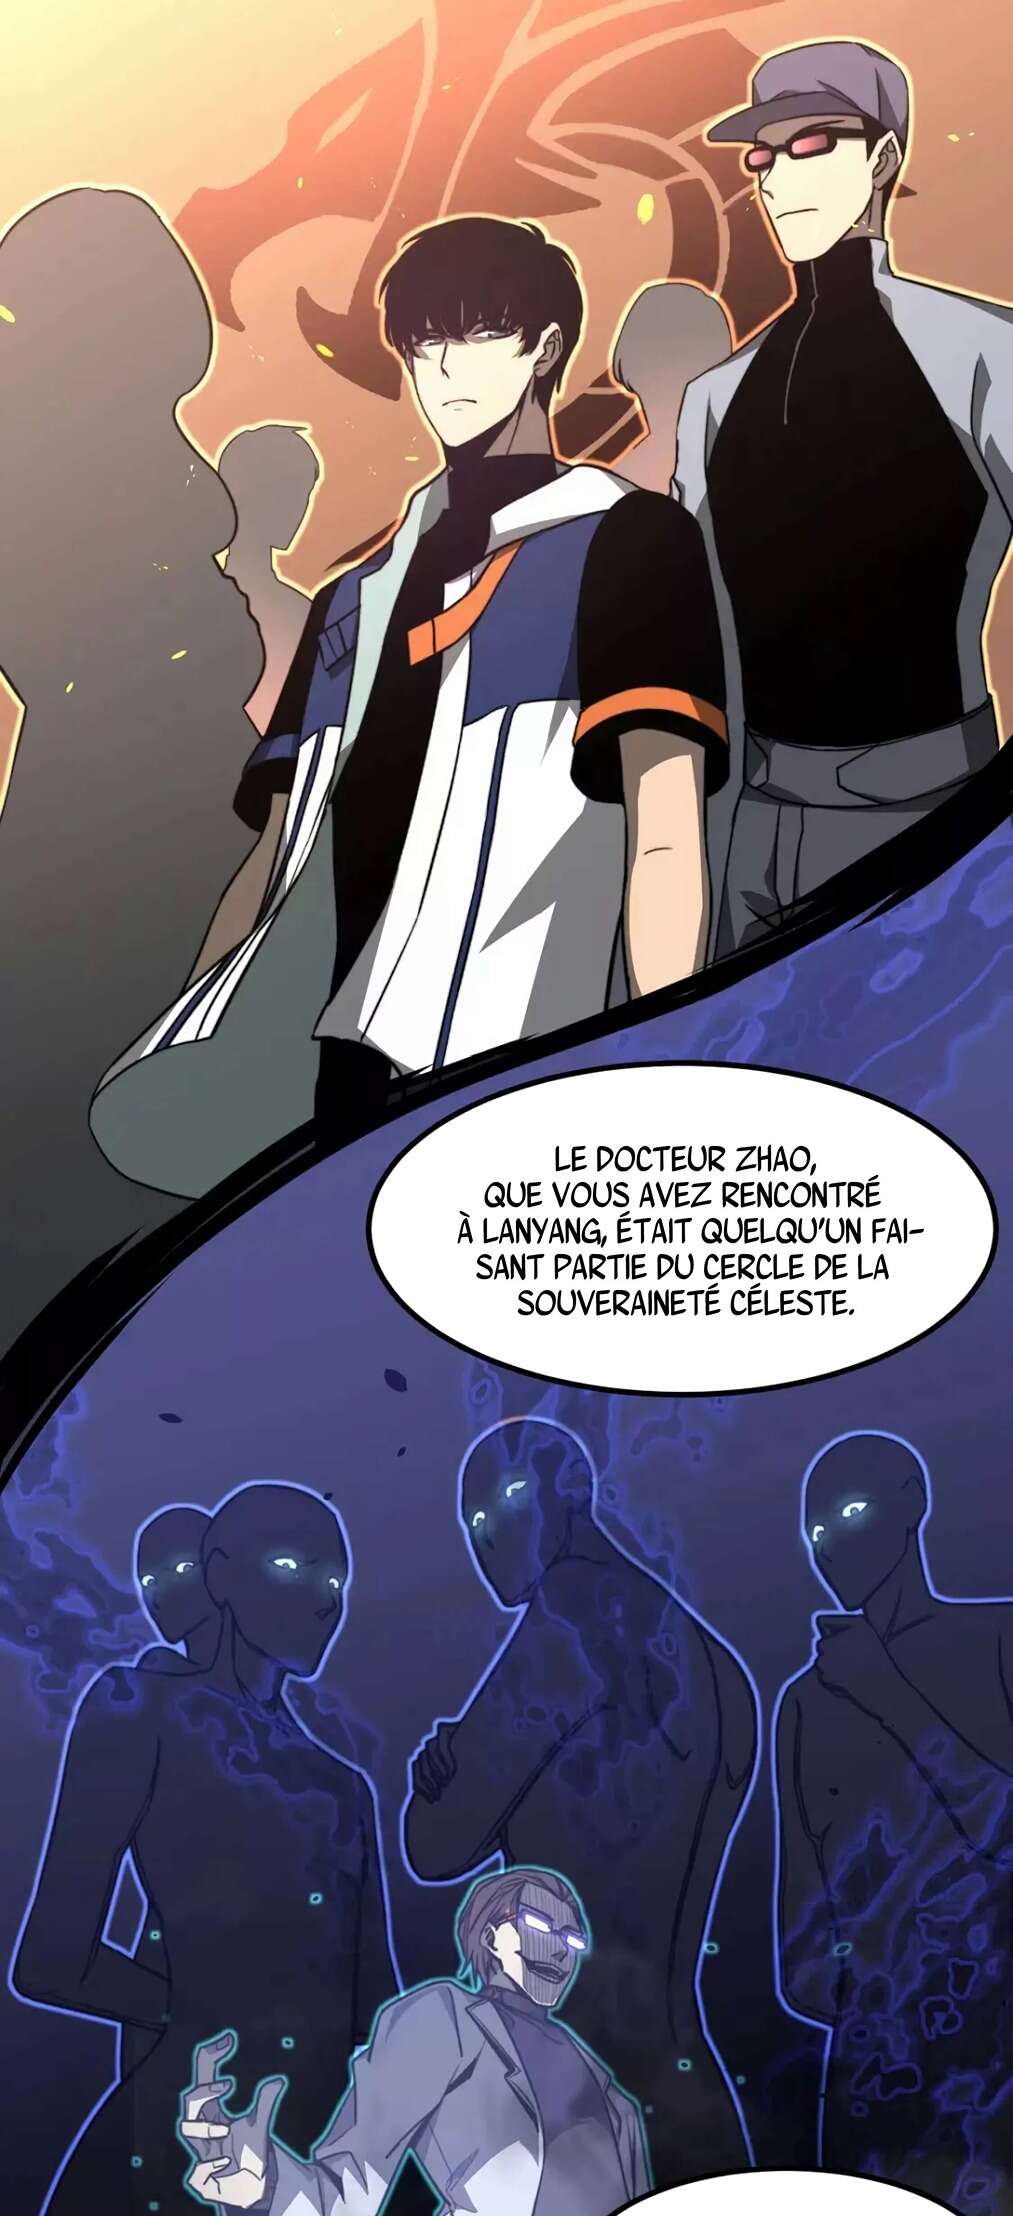 LE DOCTEUR ZHAO,
QUE VOUS AVEZ RENCONTRÉ
À LANYANG, ÉTAIT QUELQU'UN FAI-
SANT PARTIE DU CERCLE DE LA
SOUVERAINETÉ CÉLESTE.